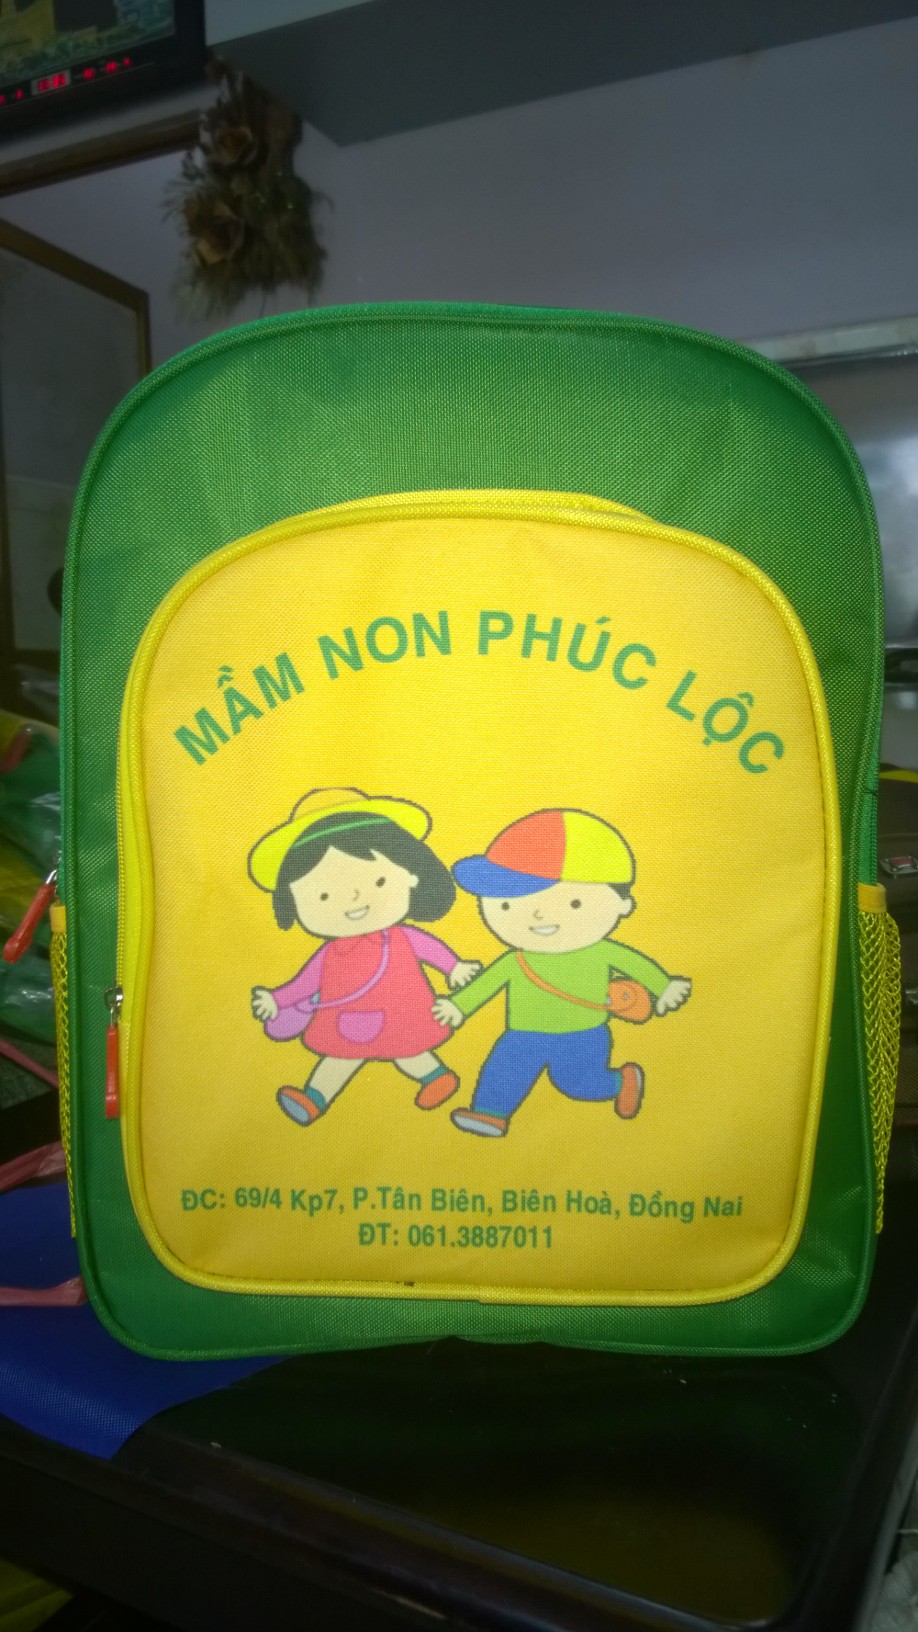 MẦM NON PHÚC LỘC
ĐC: 69/4 Kp7, P.Tân Biên, Biên Hoà, Đồng Nai
ĐT: 061.3887011